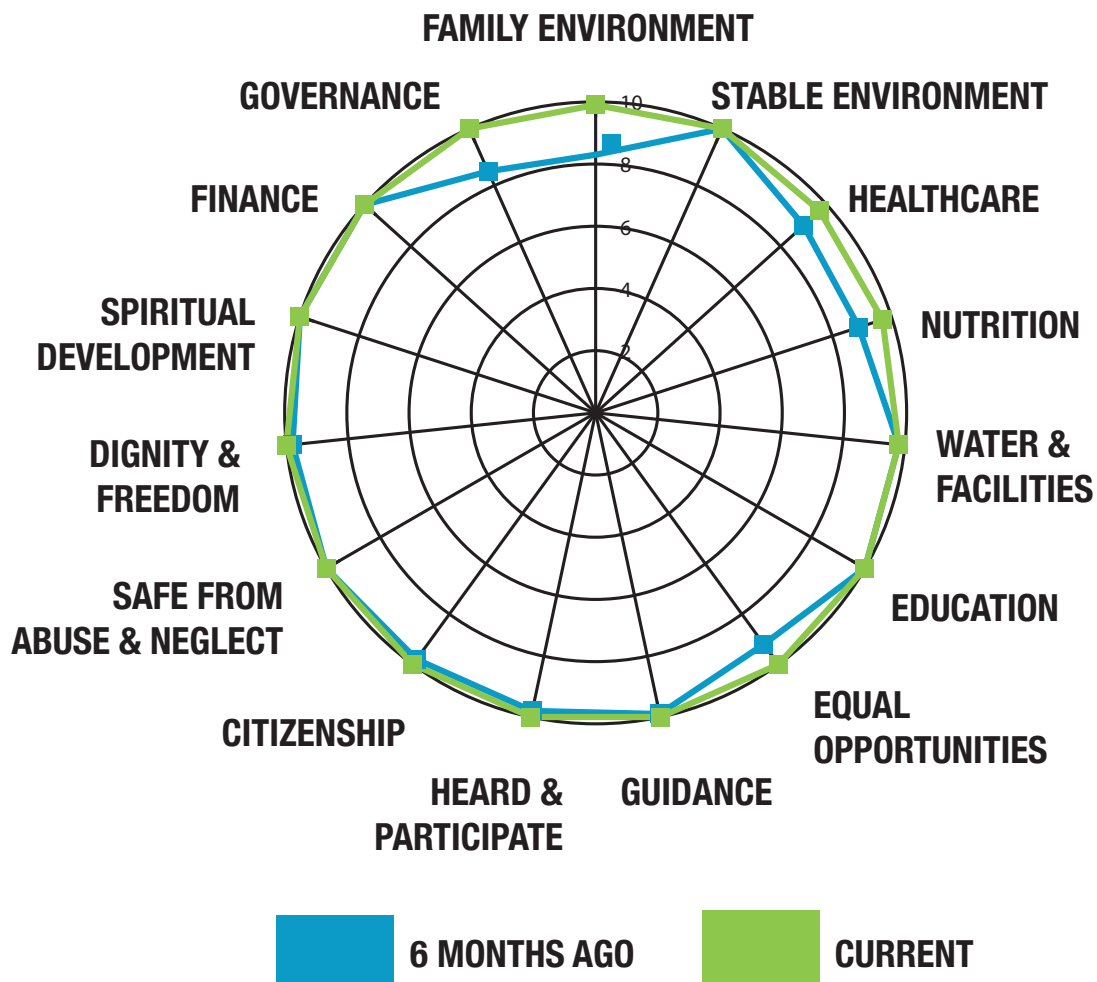 FAMILY ENVIRONMENT
GOVERNANCE
10
STABLE ENVIRONMENT
8
FINANCE
HEALTHCARE
6
4
SPIRITUAL
DEVELOPMENT
NUTRITION
2
DIGNITY &
FREEDOM
WATER &
FACILITIES
SAFE FROM
ABUSE & NEGLECT
EDUCATION
CITIZENSHIP
EQUAL
OPPORTUNITIES
HEARD &
PARTICIPATE
GUIDANCE
6 MONTHS AGO
CURRENT